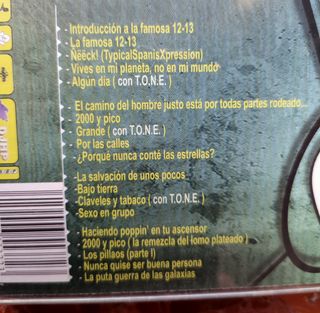 - Introducción a la famosa 12-13
- La famosa 12-13
- Ñeeck! (TypicalSpanisXpression)
- Vives en mi planeta, no en mi mundo
- Algún día ( con T.O.N.E. )
- El camino del hombre justo está por todas partes rodeado...
- 2000 y pico
- Grande ( con T.O.N.E. )
- Por las calles
- ¿Porqué nunca conté las estrellas?
- La salvación de unos pocos
- Bajo tierra
- Claveles y tabaco ( con T.O.N.E. )
- Sexo en grupo
- Haciendo poppin' en tu ascensor
- 2000 y pico ( la remezcla del lomo plateado )
- Los pillaos (parte I)
- Nunca quise ser buena persona
- La puta guerra de las galaxias